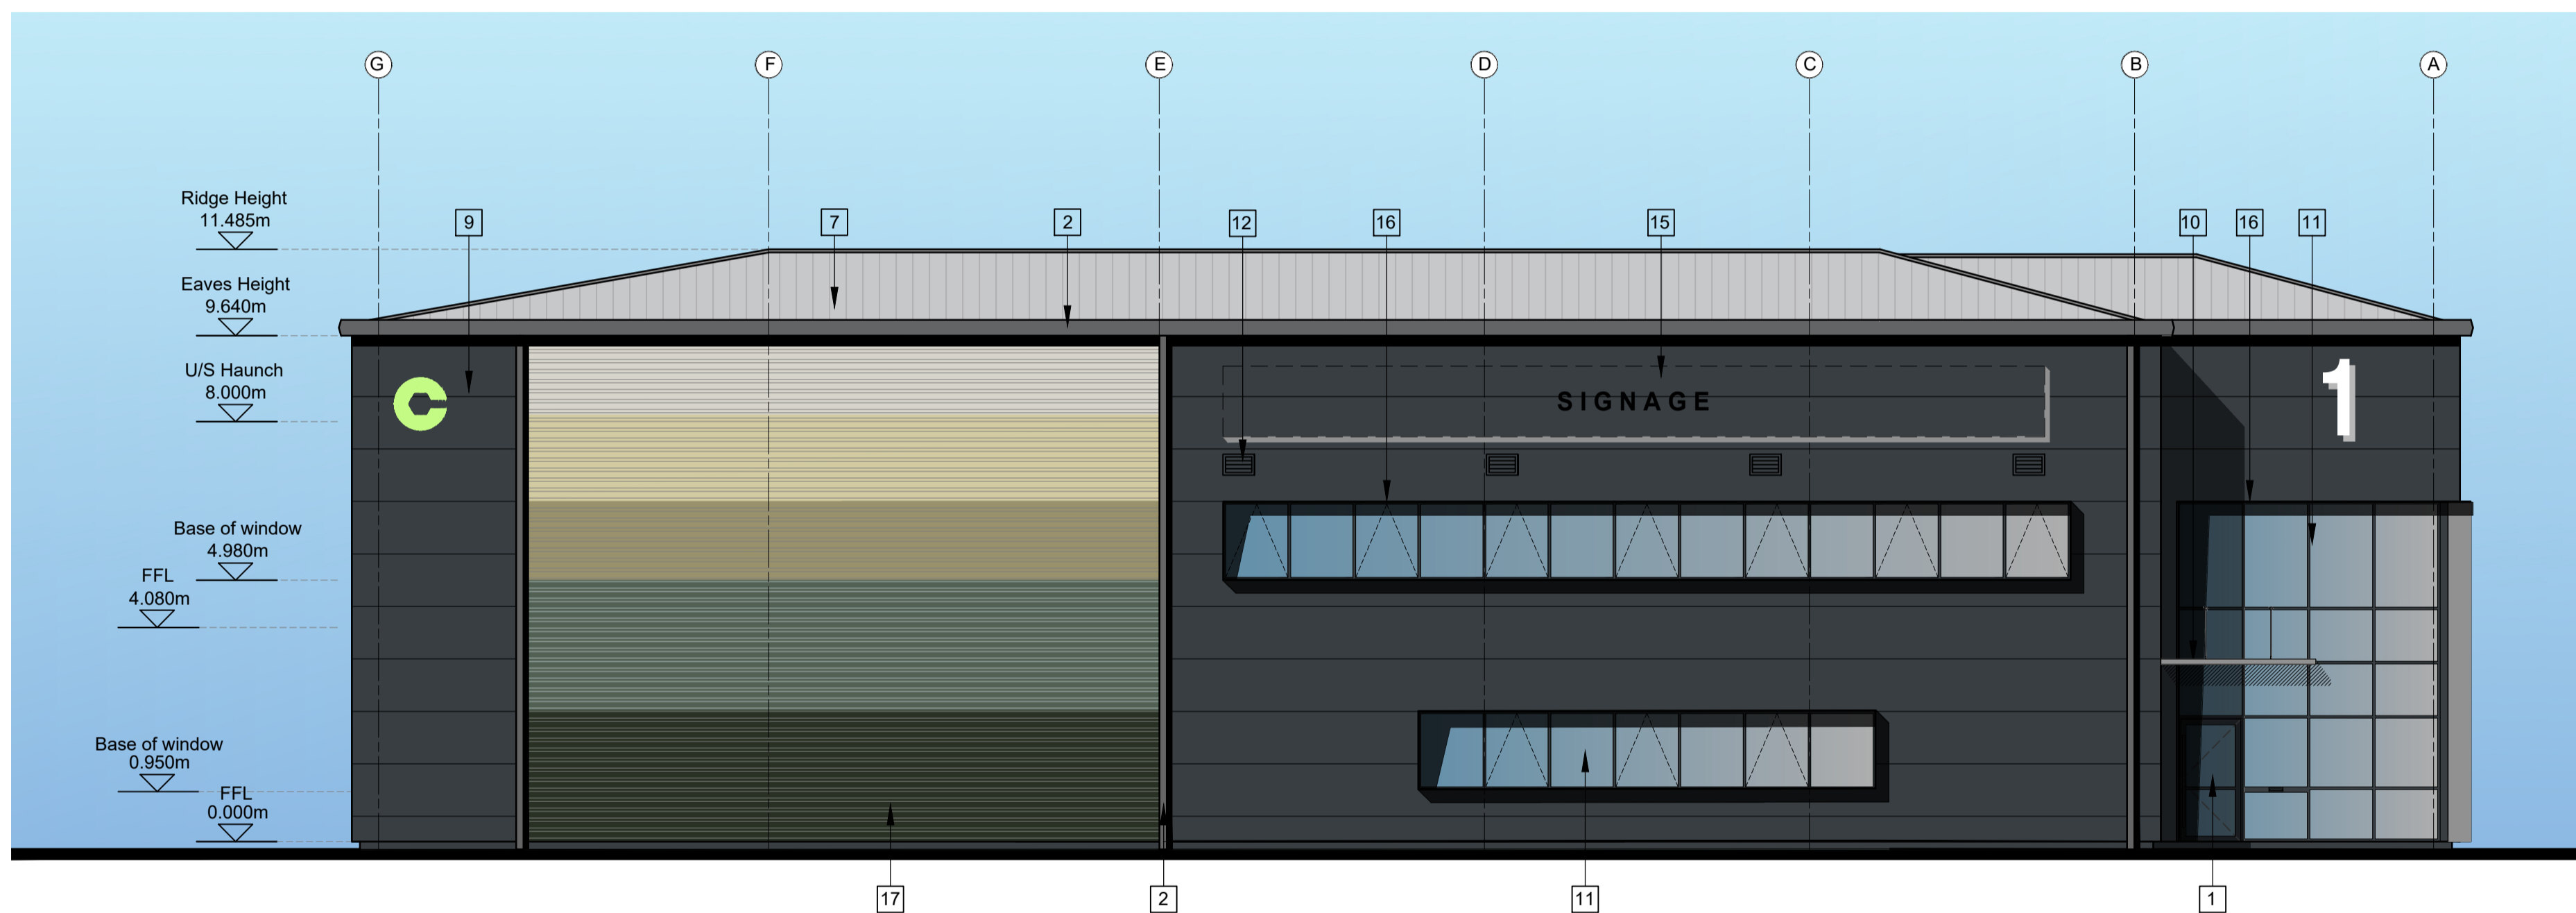 G F E D C B A
Ridge Height
11.485m
9 7 2 12 16 15 10 16 11
Eaves Height
9.640m
U/S Haunch
8.000m
1
SIGNAGE
Base of window
4.980m
FFL
4.080m
Base of window
0.950m
FFL
0.000m
17 2 11 1